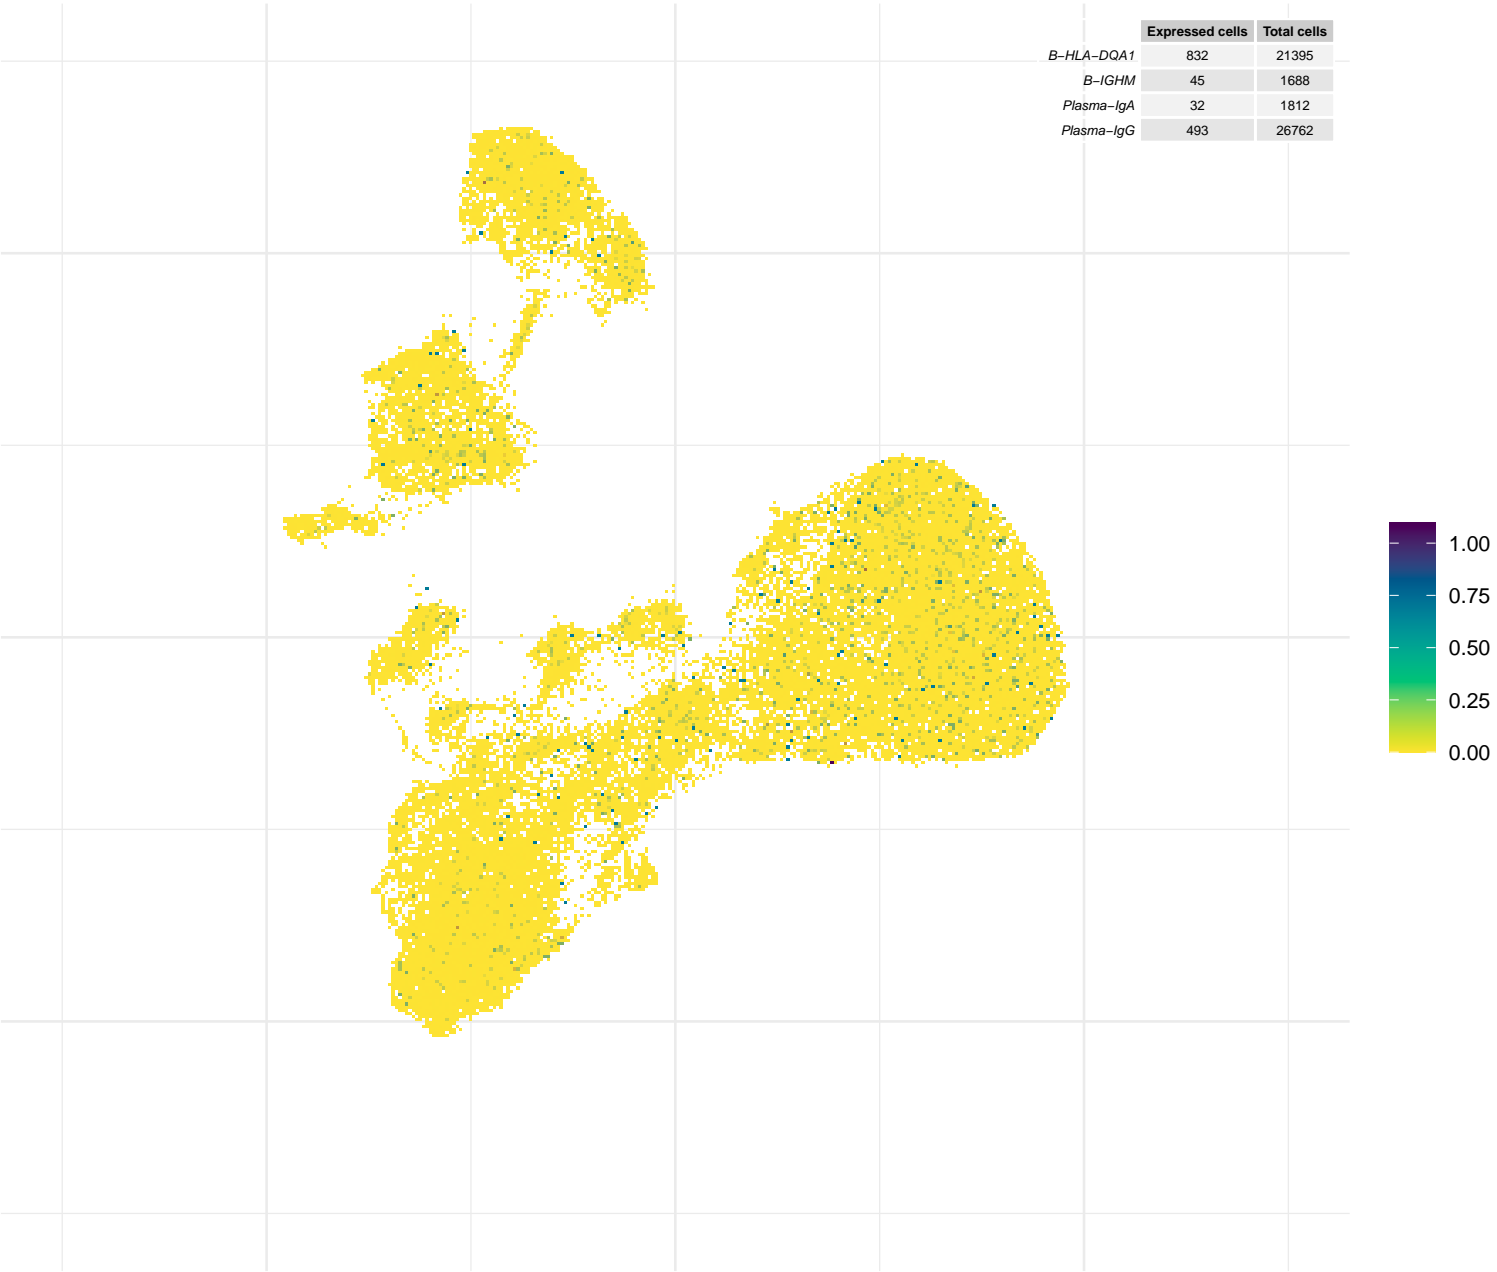 Expressed cells Total cells
B−HLA−DQA1 832 21395
B−IGHM 45 1688
Plasma−IgA 32 1812
Plasma−IgG 493 26762
1.00
0.75
0.50
0.25
0.00